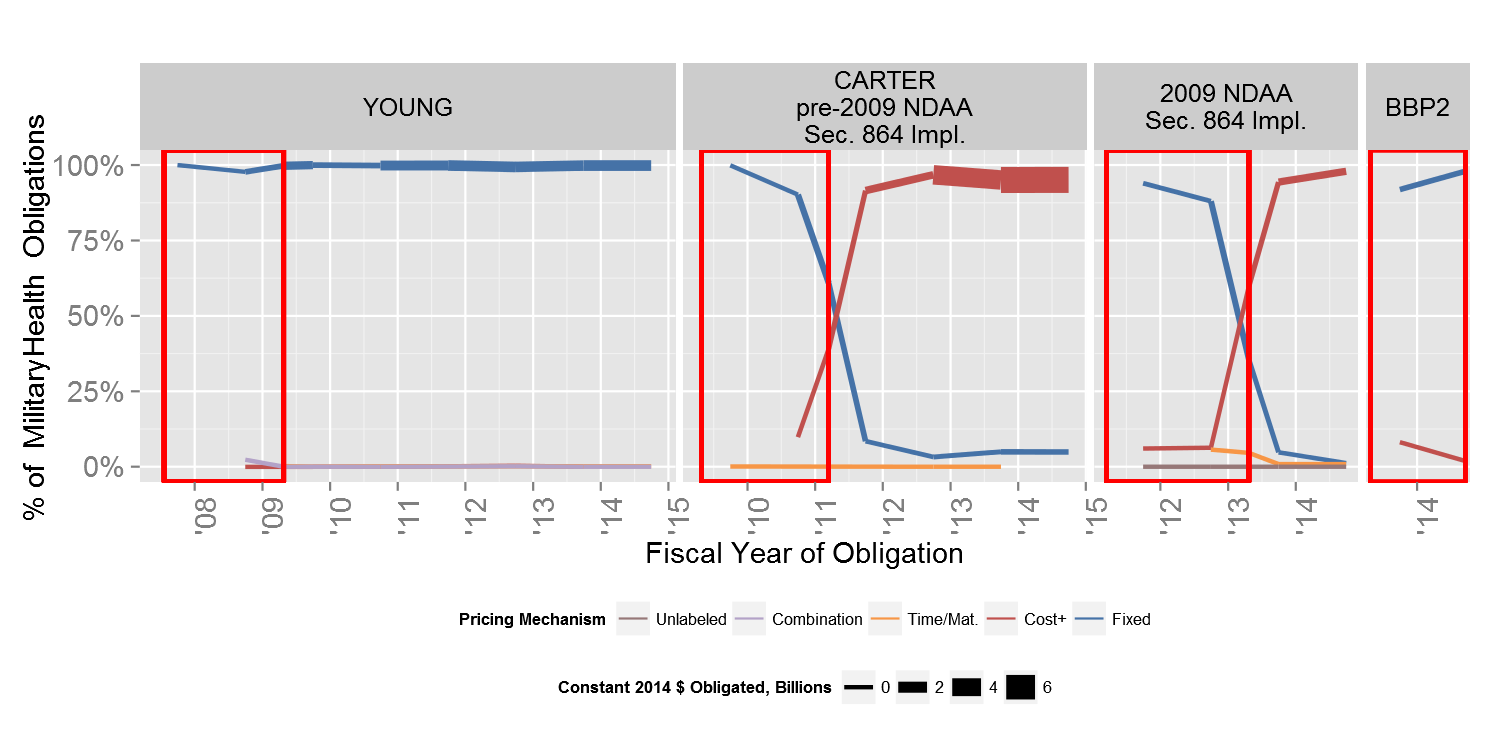 YOUNG
CARTER
pre-2009 NDAA
Sec. 864 Impl.
2009 NDAA
Sec. 864 Impl.
BBP2
% of MilitaryHealth Obligations
100%
75%
50%
25%
0%
'08 '09 '10 '11 '12 '13 '14 '15
'10 '11 '12 '13 '14 '15
'12 '13 '14
'14
Fiscal Year of Obligation
Pricing Mechanism Unlabeled Combination Time/Mat. Cost+ Fixed
Constant 2014 $ Obligated, Billions 0 2 4 6